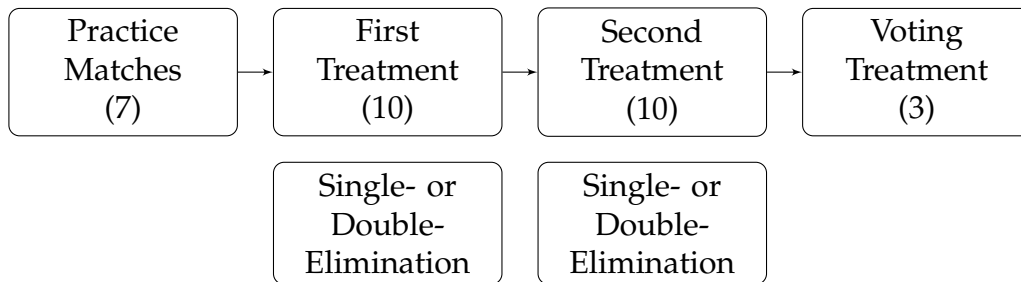 Practice
Matches
(7)
First
Treatment
(10)
Second
Treatment
(10)
Voting
Treatment
(3)
Single- or
Double-
Elimination
Single- or
Double-
Elimination